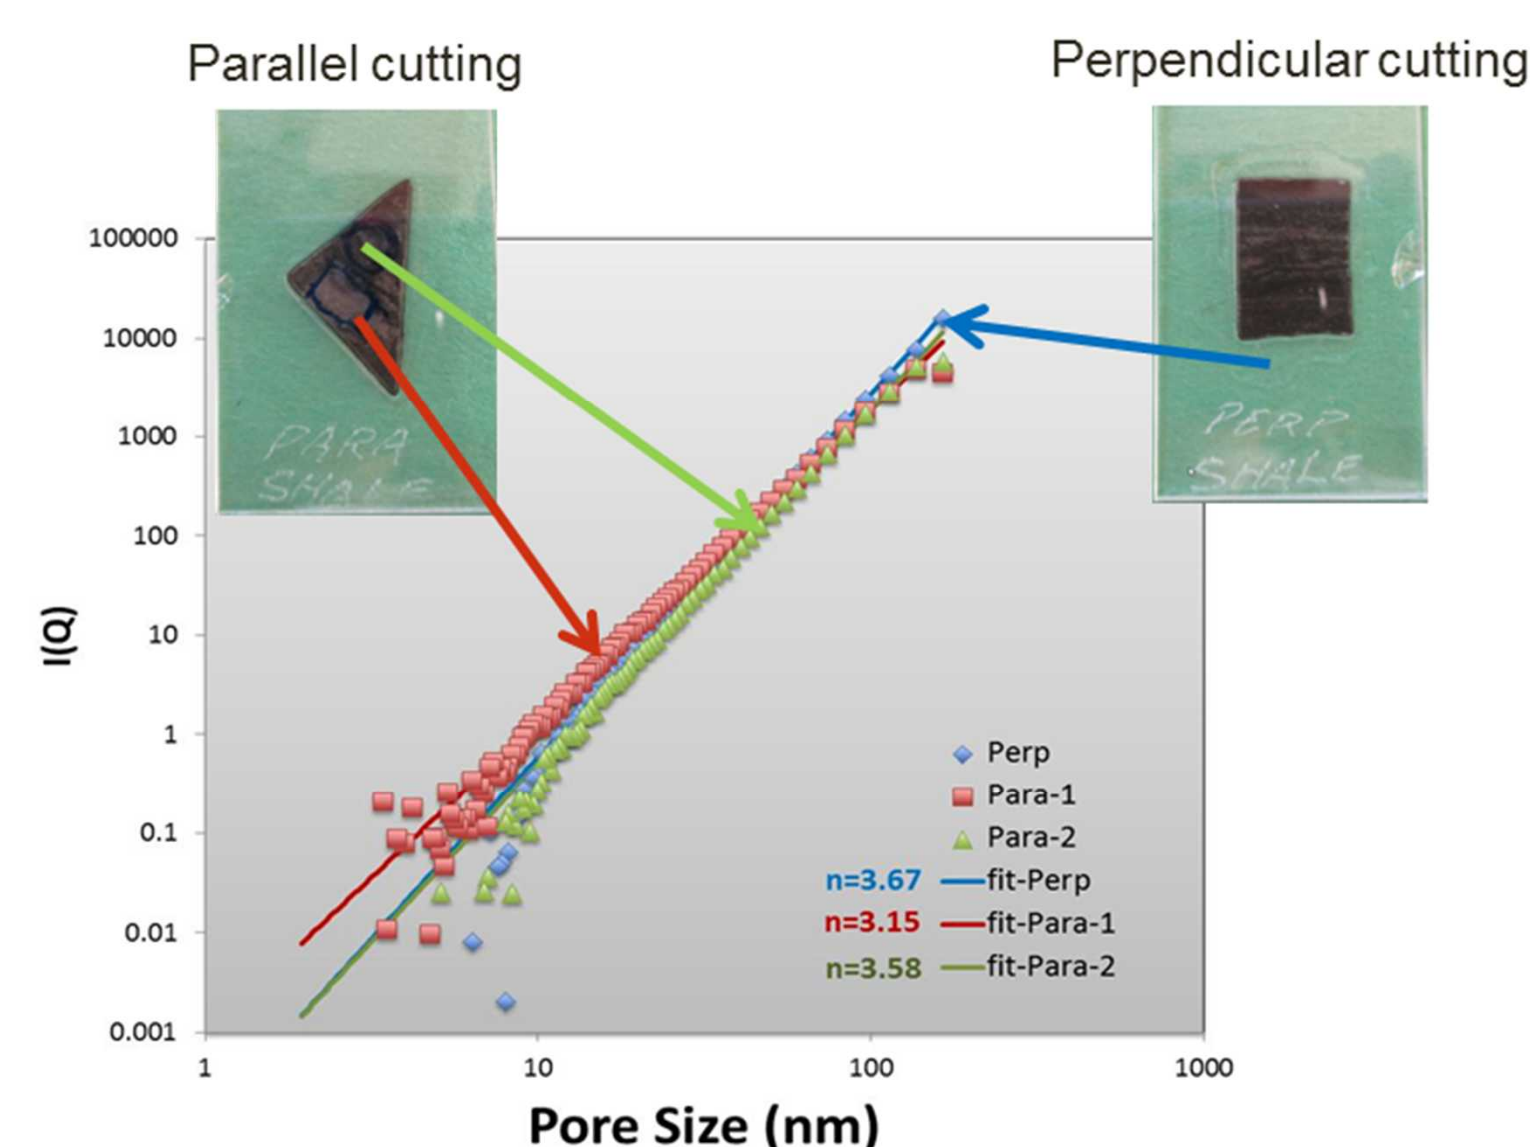 Parallel cutting
Perpendicular cutting
PARA
SHALE
PERP
SHALE
100000
10000
1000
100
10
1
0.1
0.01
0.001
I(Q)
Perp
Para-1
Para-2
n=3.67 fit-Perp
n=3.15 fit-Para-1
n=3.58 fit-Para-2
1 10 100 1000
Pore Size (nm)